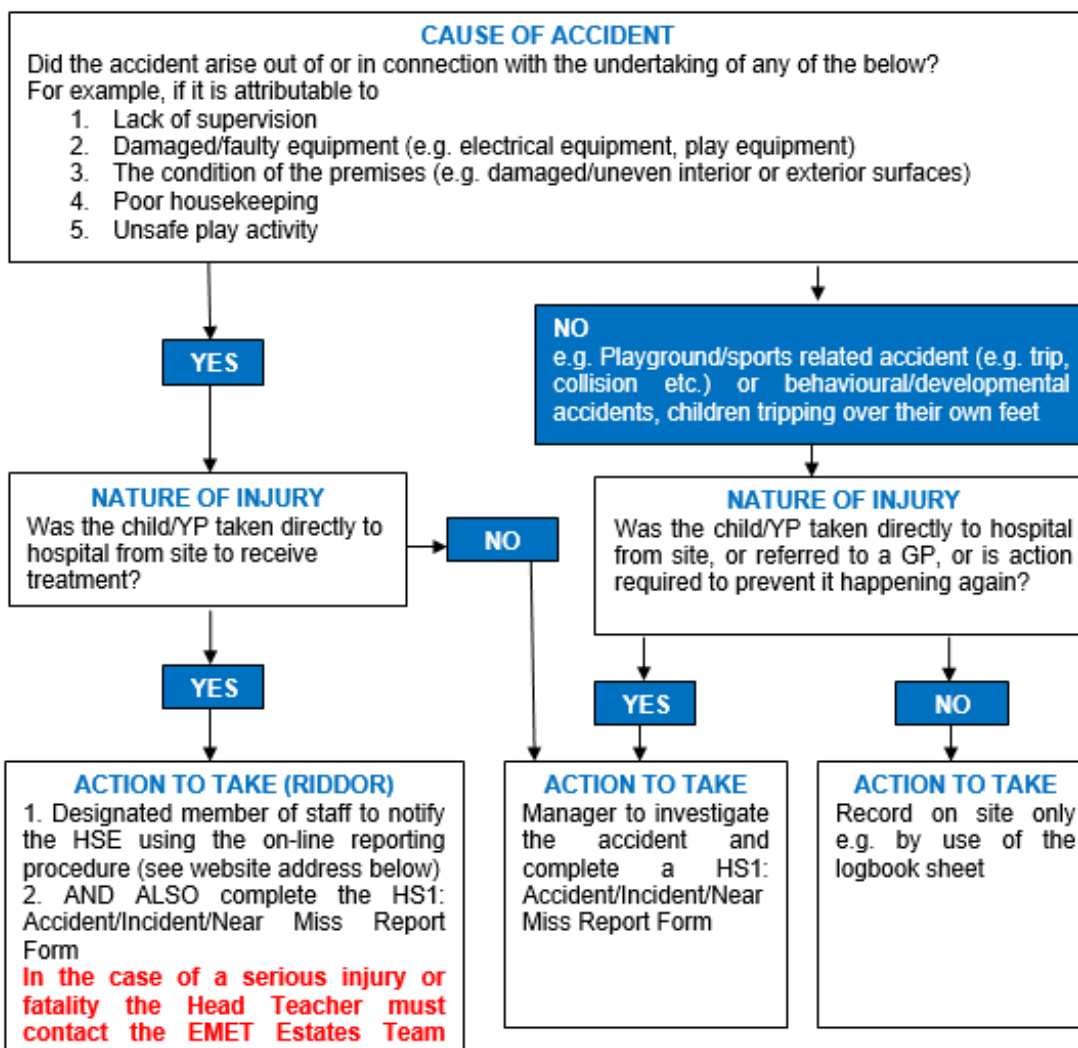 CAUSE OF ACCIDENT
Did the accident arise out of or in connection with the undertaking of any of the below?
For example, if it is attributable to
1. Lack of supervision
2. Damaged/faulty equipment (e.g. electrical equipment, play equipment)
3. The condition of the premises (e.g. damaged/uneven interior or exterior surfaces)
4. Poor housekeeping
5. Unsafe play activity
YES
NO
e.g. Playground/sports related accident (e.g. trip,
collision etc.) or behavioural/developmental
accidents, children tripping over their own feet
NATURE OF INJURY
Was the child/YP taken directly to
hospital from site to receive
treatment?
NO
NATURE OF INJURY
Was the child/YP taken directly to hospital
from site, or referred to a GP, or is action
required to prevent it happening again?
YES
YES
NO
ACTION TO TAKE (RIDDOR)
1. Designated member of staff to notify
the HSE using the on-line reporting
procedure (see website address below)
2. AND ALSO complete the HS1:
Accident/Incident/Near Miss Report
Form
In the case of a serious injury or
fatality the Head Teacher must
contact the EMET Estates Team
ACTION TO TAKE
Manager to investigate
the accident and
complete a HS1:
Accident/Incident/Near
Miss Report Form
ACTION TO TAKE
Record on site only
e.g. by use of the
logbook sheet